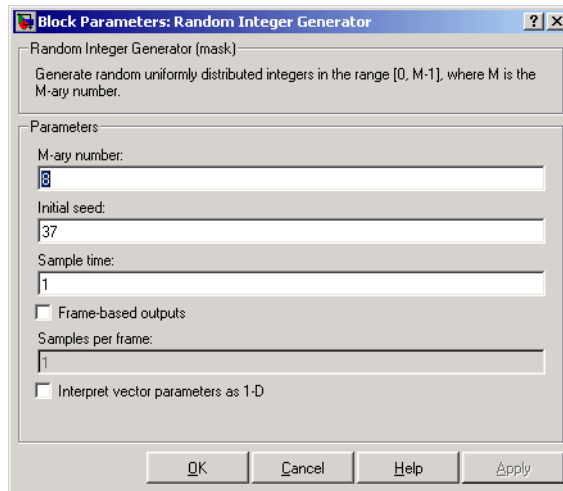 Block Parameters: Random Integer Generator
Random Integer Generator (mask)
Generate random uniformly distributed integers in the range [0, M-1], where M is the
M-ary number.
Parameters
M-ary number:
8
Initial seed:
37
Sample time:
1
Frame-based outputs
Samples per frame:
1
Interpret vector parameters as 1-D
OK Cancel Help Apply